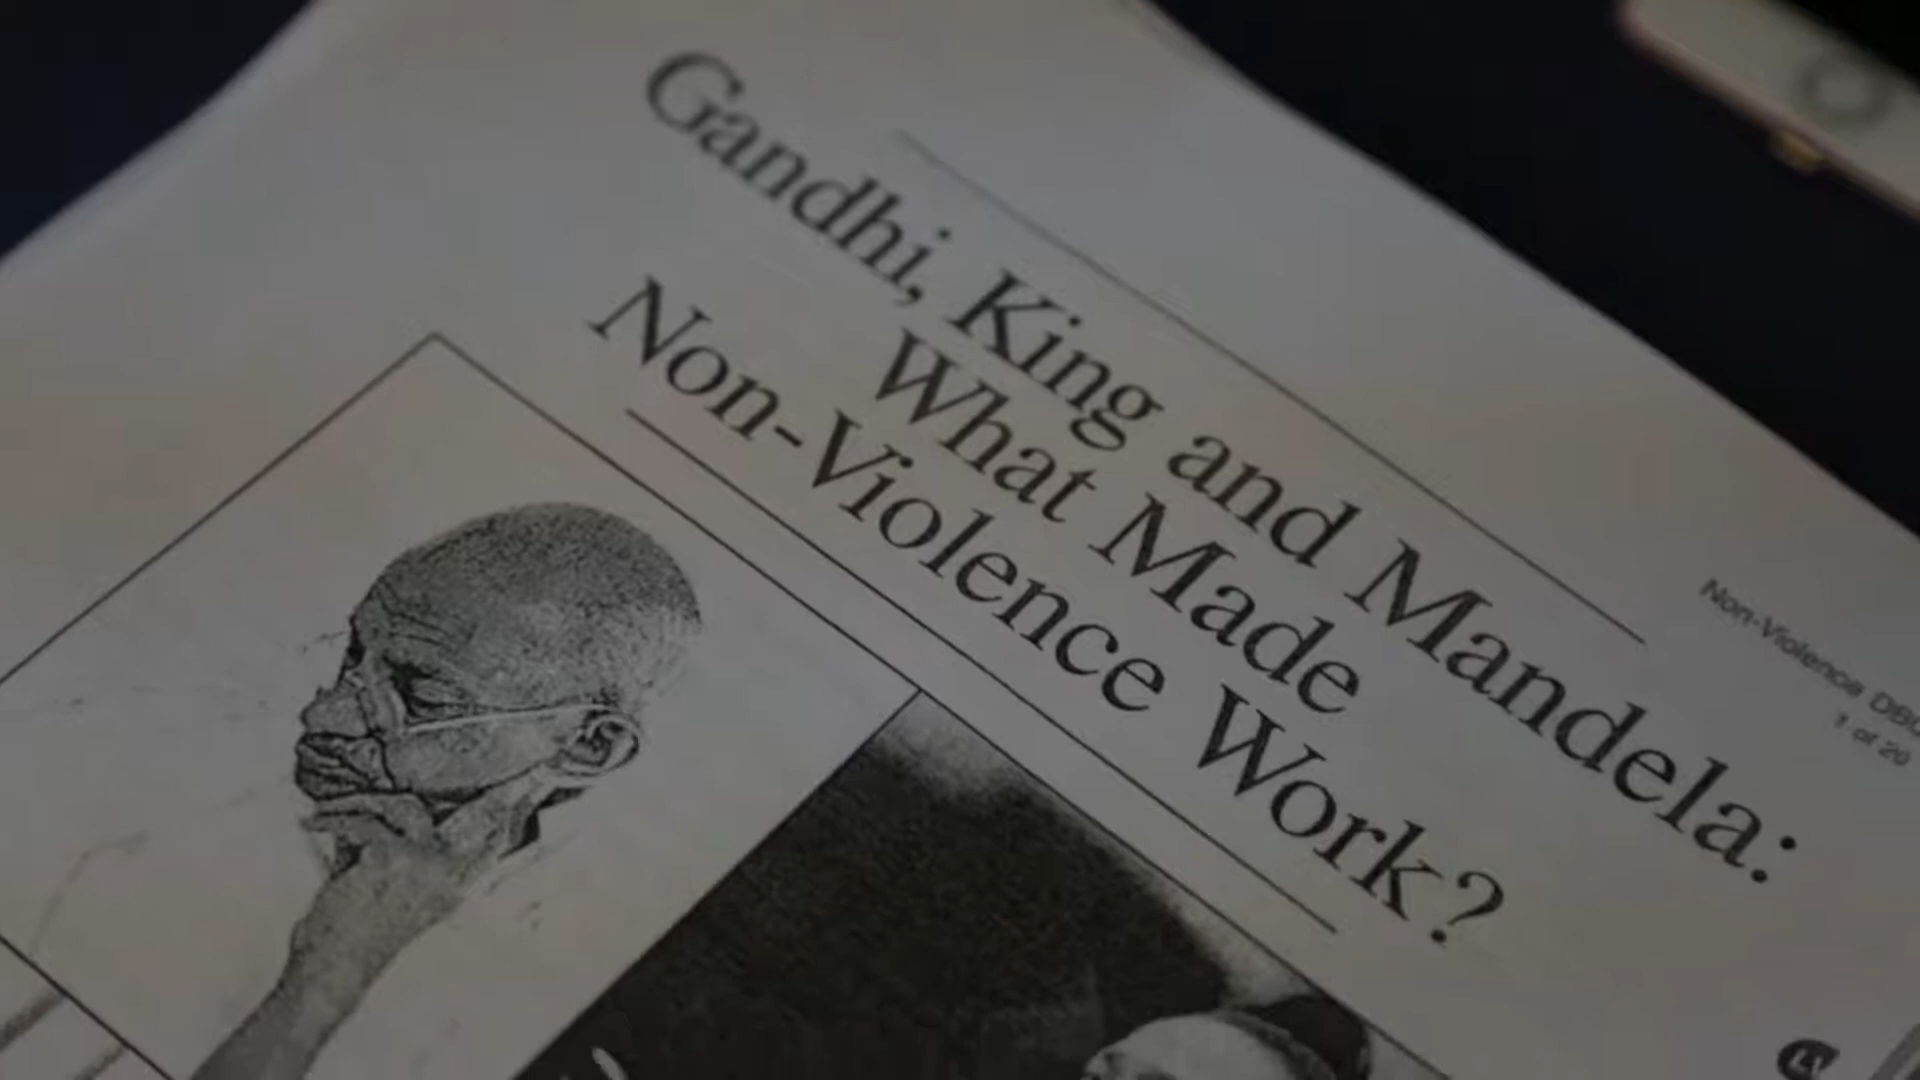 Gandhi, King and Mandela:
What Made
Non-Violence Work?
Non-Violence DBQ
1 of 20